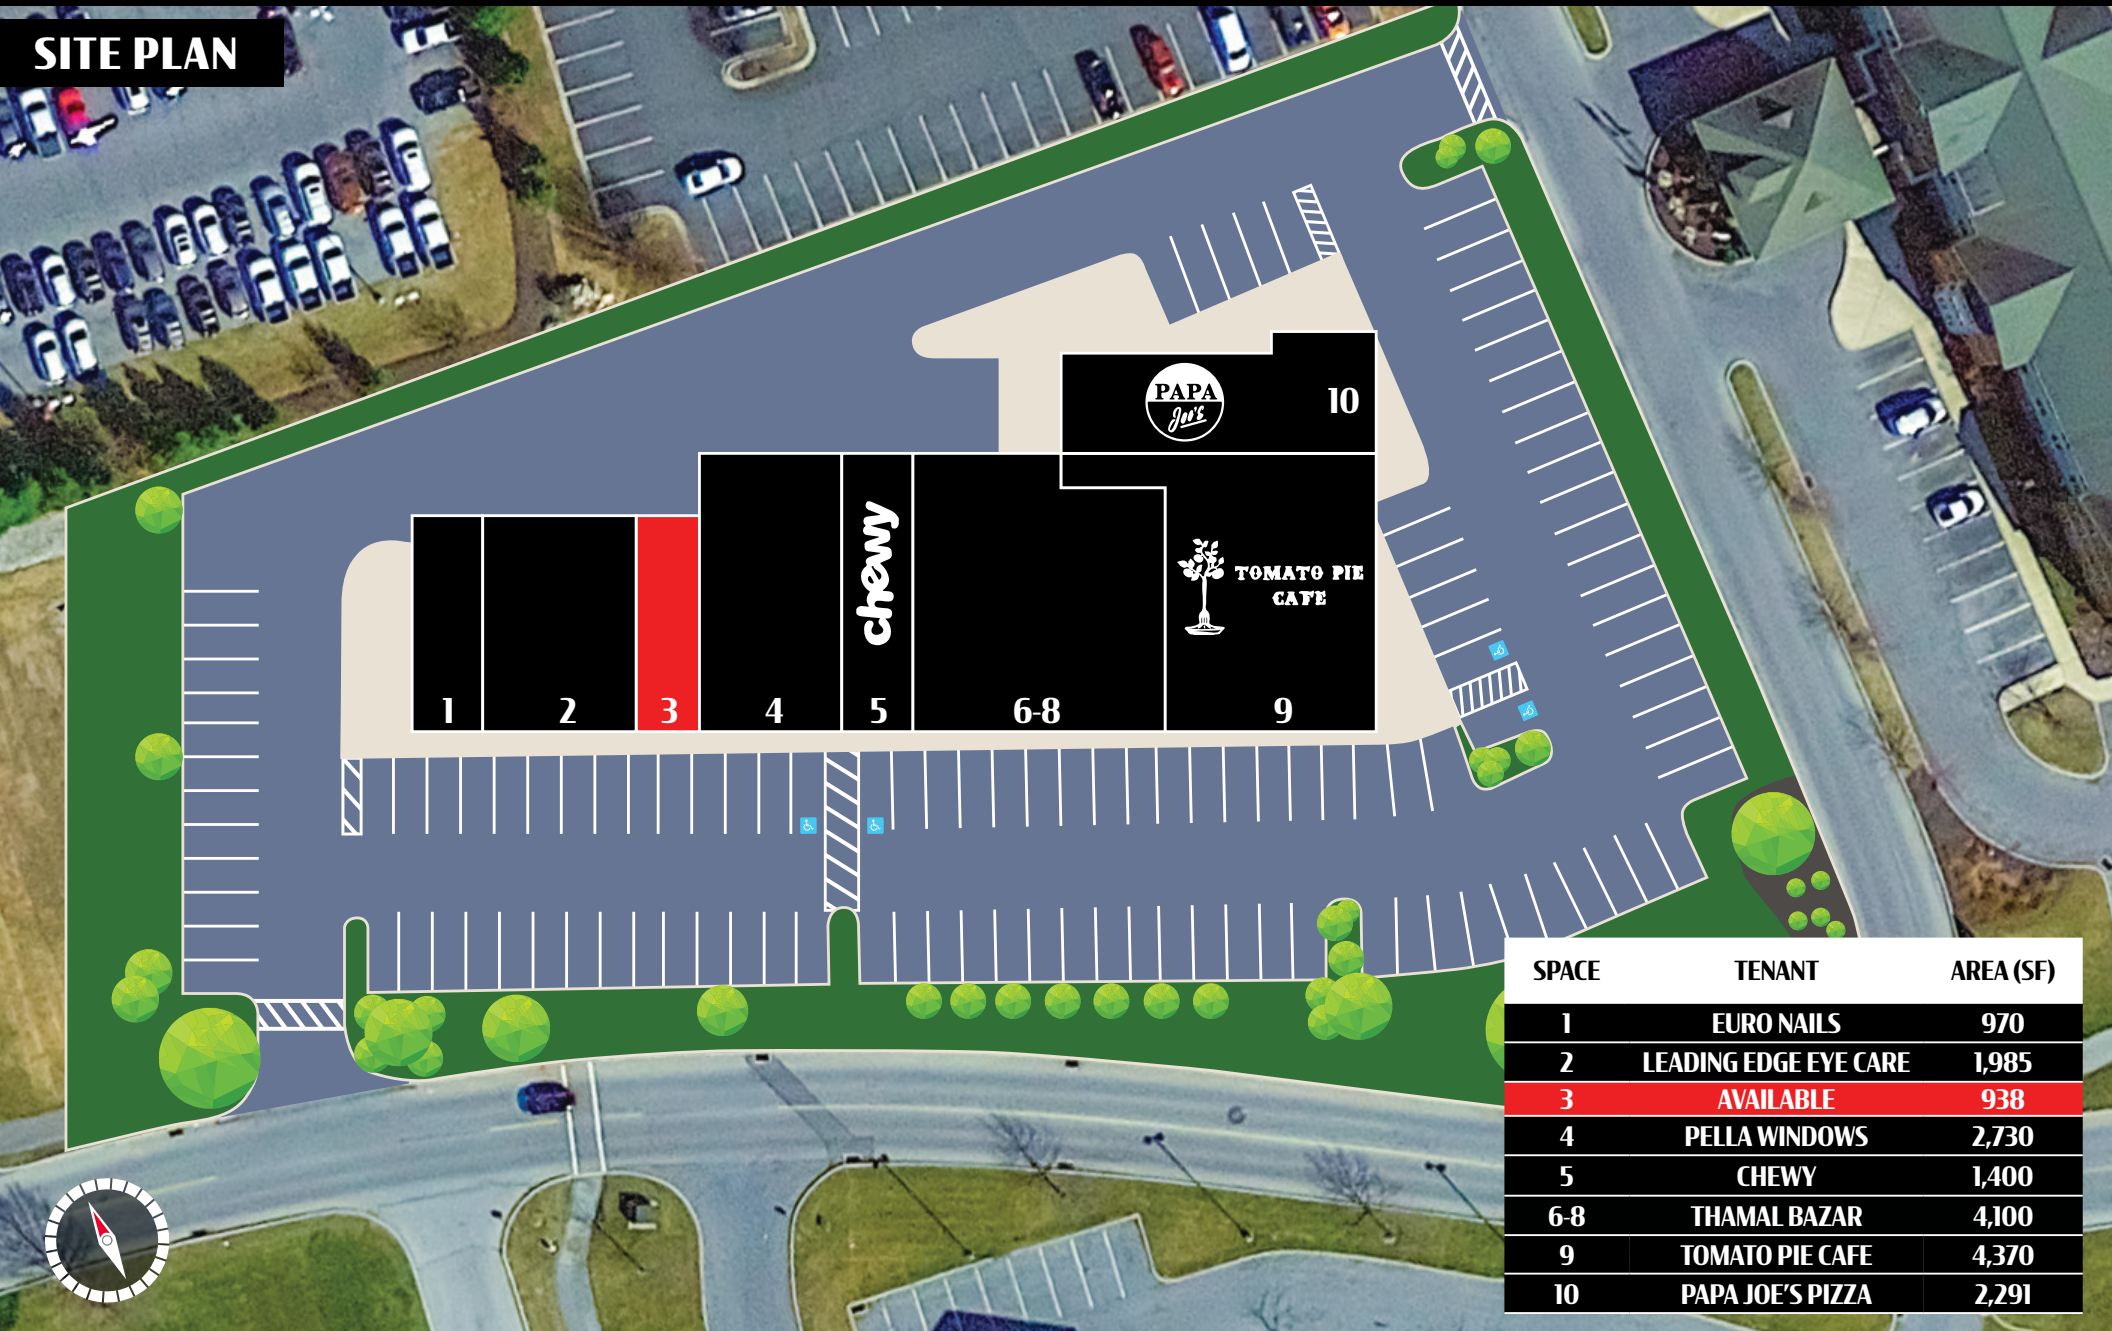 SITE PLAN
PAPA
Joe's
10
chewy
TOMATO PIE
CAFE
1
2
3
4
5
6-8
9
SPACE TENANT AREA (SF)
1 EURO NAILS 970
2 LEADING EDGE EYE CARE 1,985
3 AVAILABLE 938
4 PELLA WINDOWS 2,730
5 CHEWY 1,400
6-8 THAMAL BAZAR 4,100
9 TOMATO PIE CAFE 4,370
10 PAPA JOE'S PIZZA 2,291